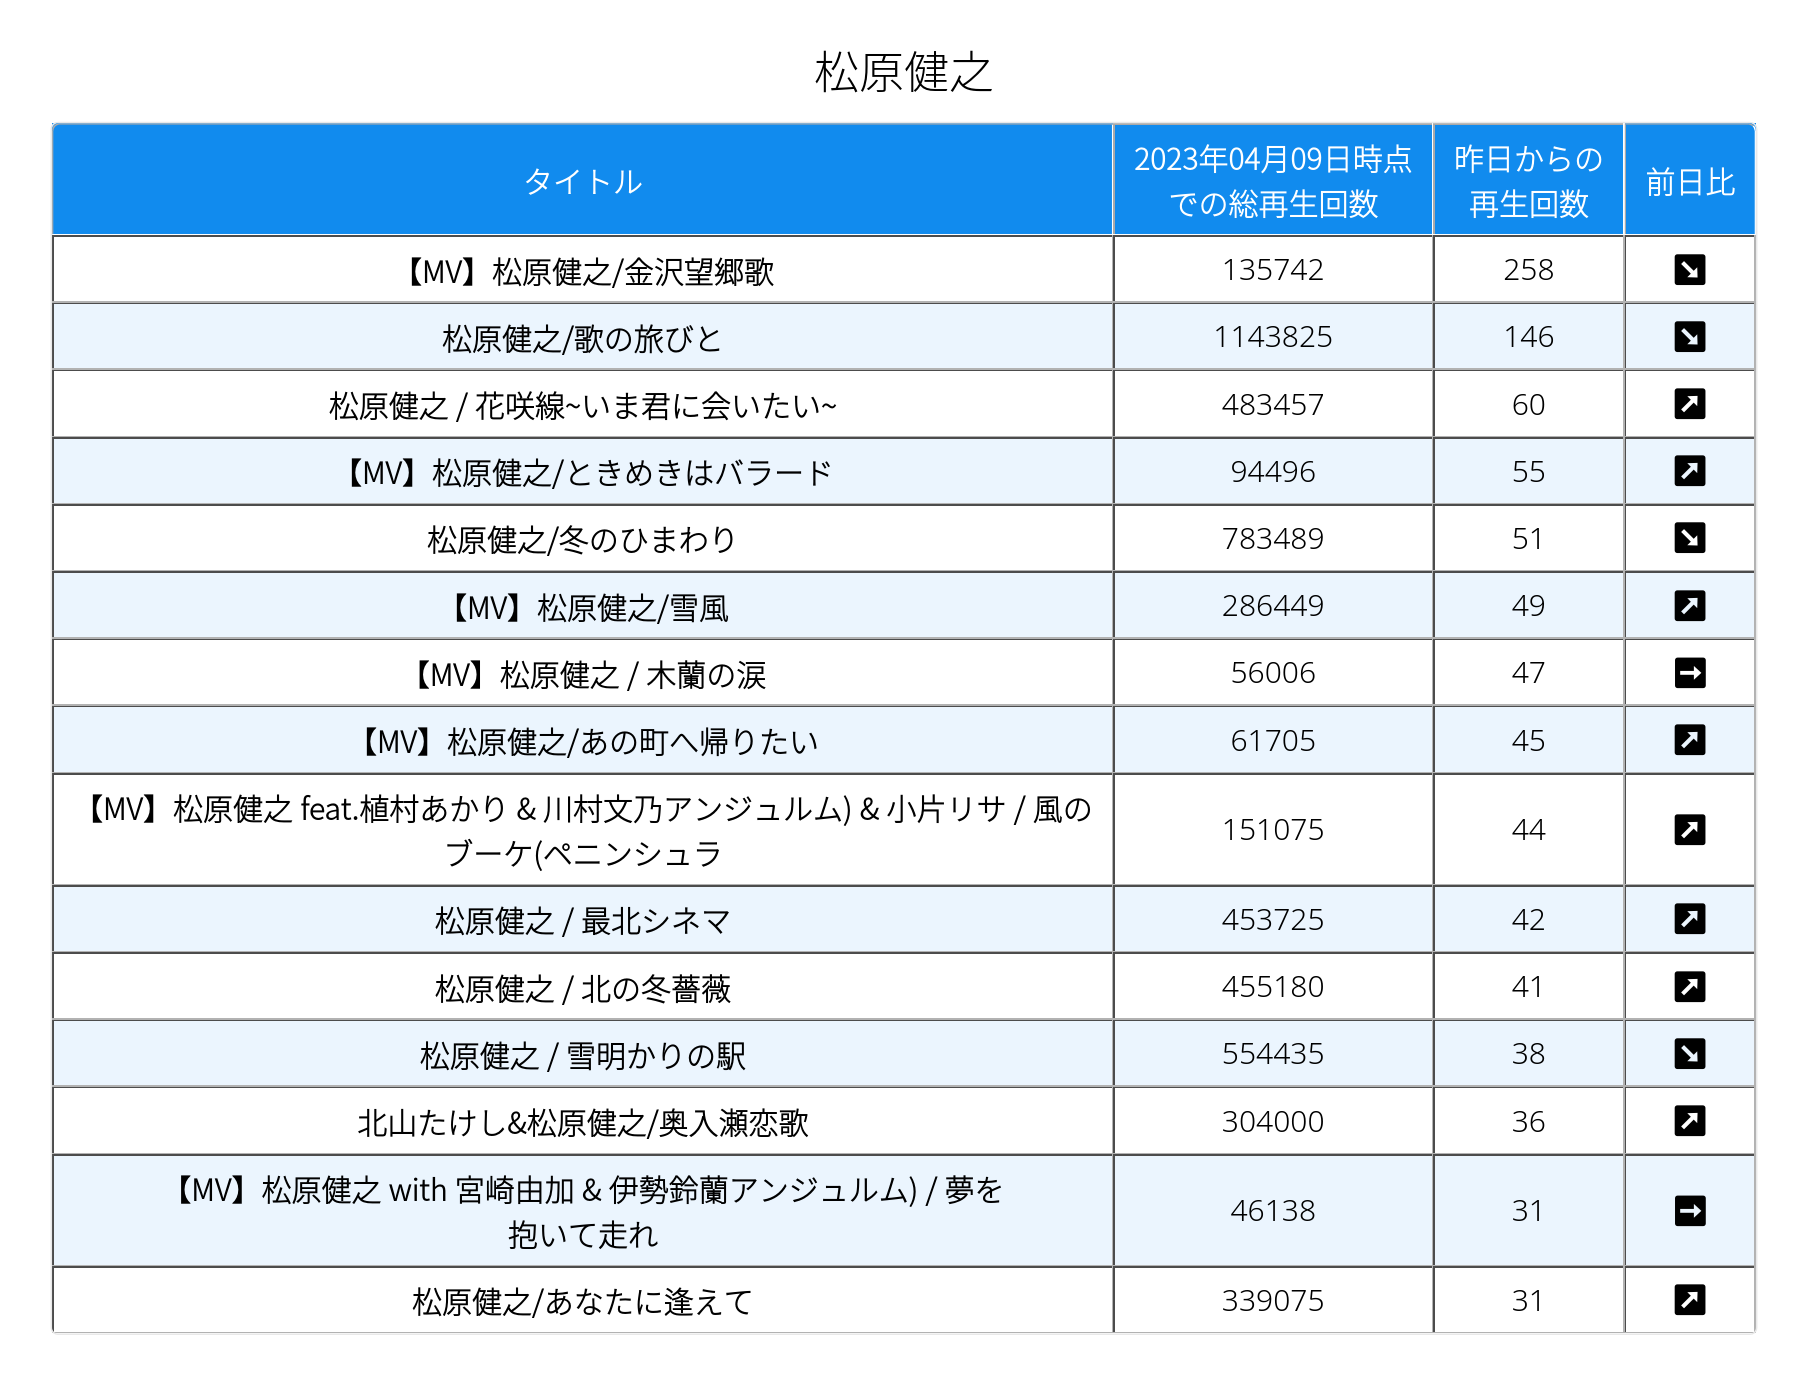 松原健之
タイトル
2023年04月09日時点
での総再生回数
昨日からの
再生回数
前日比
【MV】松原健之/金沢望郷歌 135742 258
松原健之/歌の旅びと 1143825 146
松原健之 / 花咲線~いま君に会いたい~ 483457 60
【MV】松原健之/ときめきはバラード 94496 55
松原健之/冬のひまわり 783489 51
【MV】松原健之/雪風 286449 49
【MV】松原健之 / 木蘭の涙 56006 47
【MV】松原健之/あの町へ帰りたい 61705 45
【MV】松原健之 feat.植村あかり & 川村文乃アンジュルム) & 小片リサ / 風の
ブーケ(ペニンシュラ
151075 44
松原健之 / 最北シネマ 453725 42
松原健之 / 北の冬薔薇 455180 41
松原健之 / 雪明かりの駅 554435 38
北山たけし&松原健之/奥入瀬恋歌 304000 36
【MV】松原健之 with 宮崎由加 & 伊勢鈴蘭アンジュルム) / 夢を
抱いて走れ
46138 31
松原健之/あなたに逢えて 339075 31